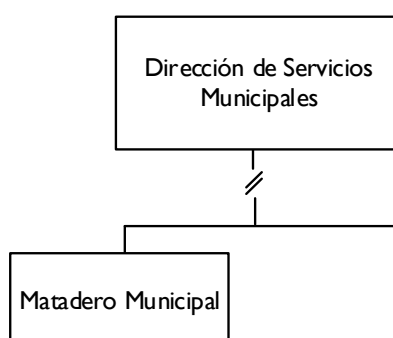 Dirección de Servicios
Municipales
Matadero Municipal